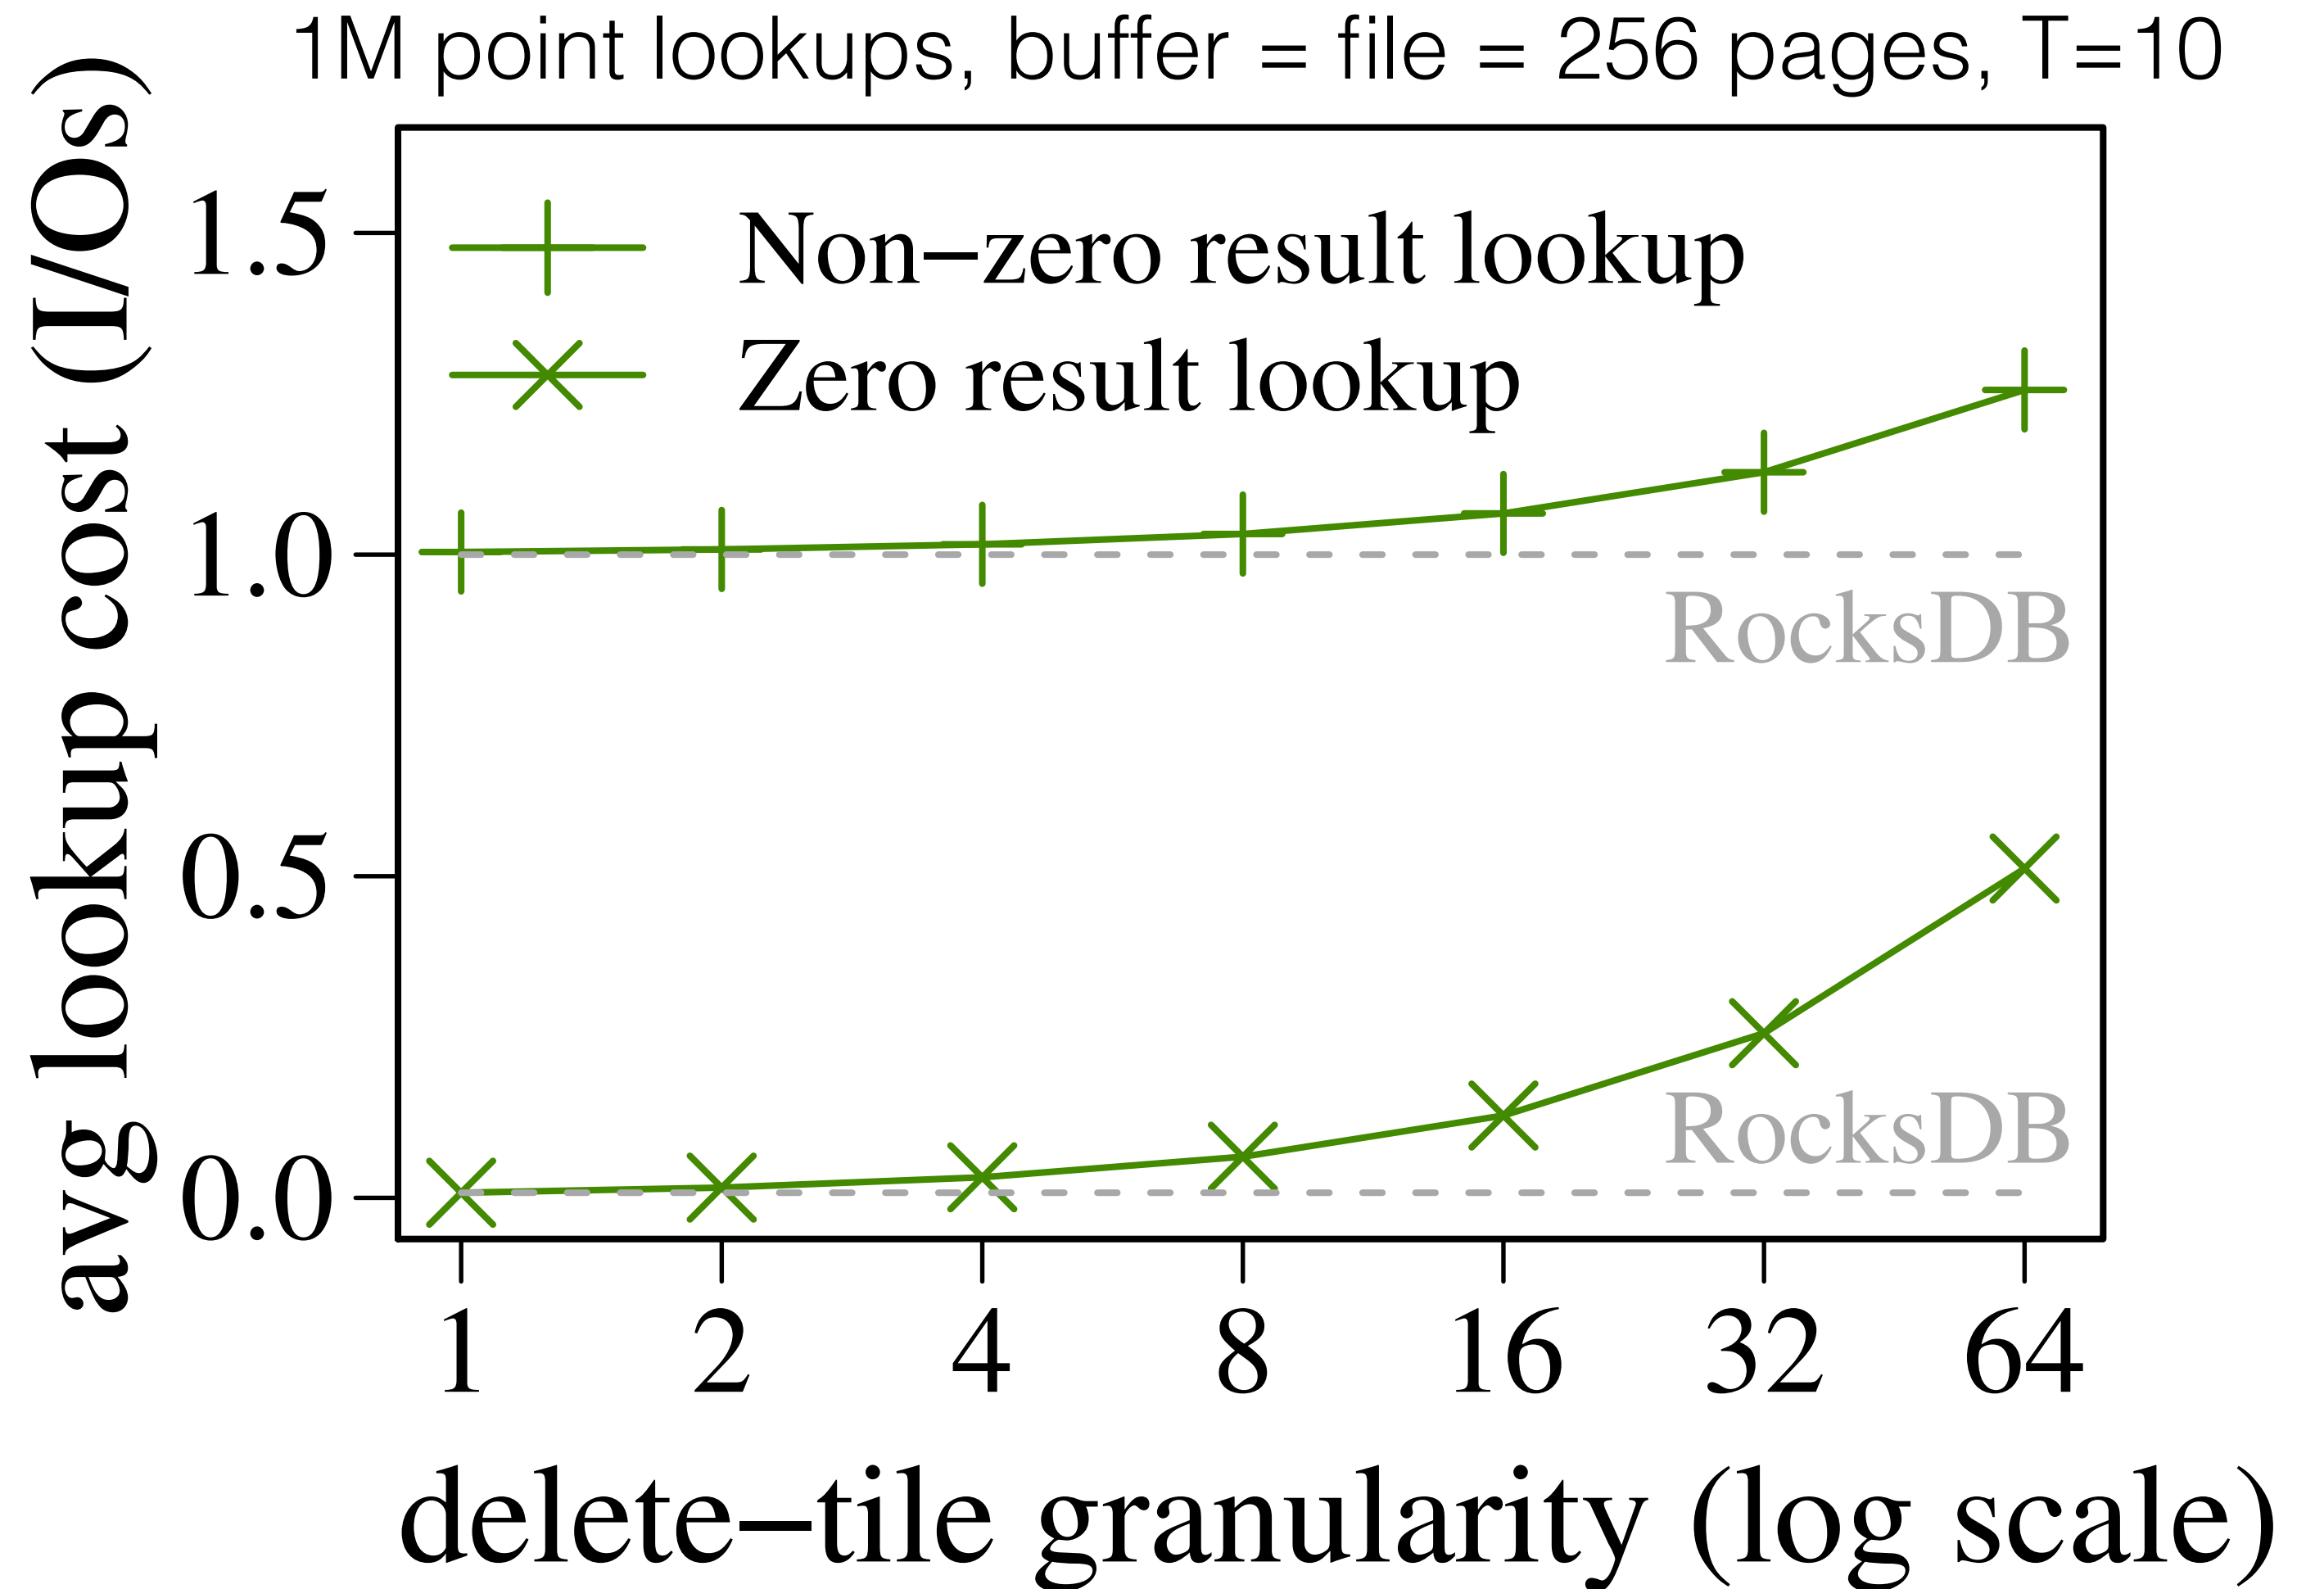 1M point lookups, buffer = file = 256 pages, T=10
avg lookup cost (I/Os)
1.5
1.0
0.5
0.0
Non−zero result lookup
Zero result lookup
RocksDB
RocksDB
1 2 4 8 16 32 64
delete−tile granularity (log scale)